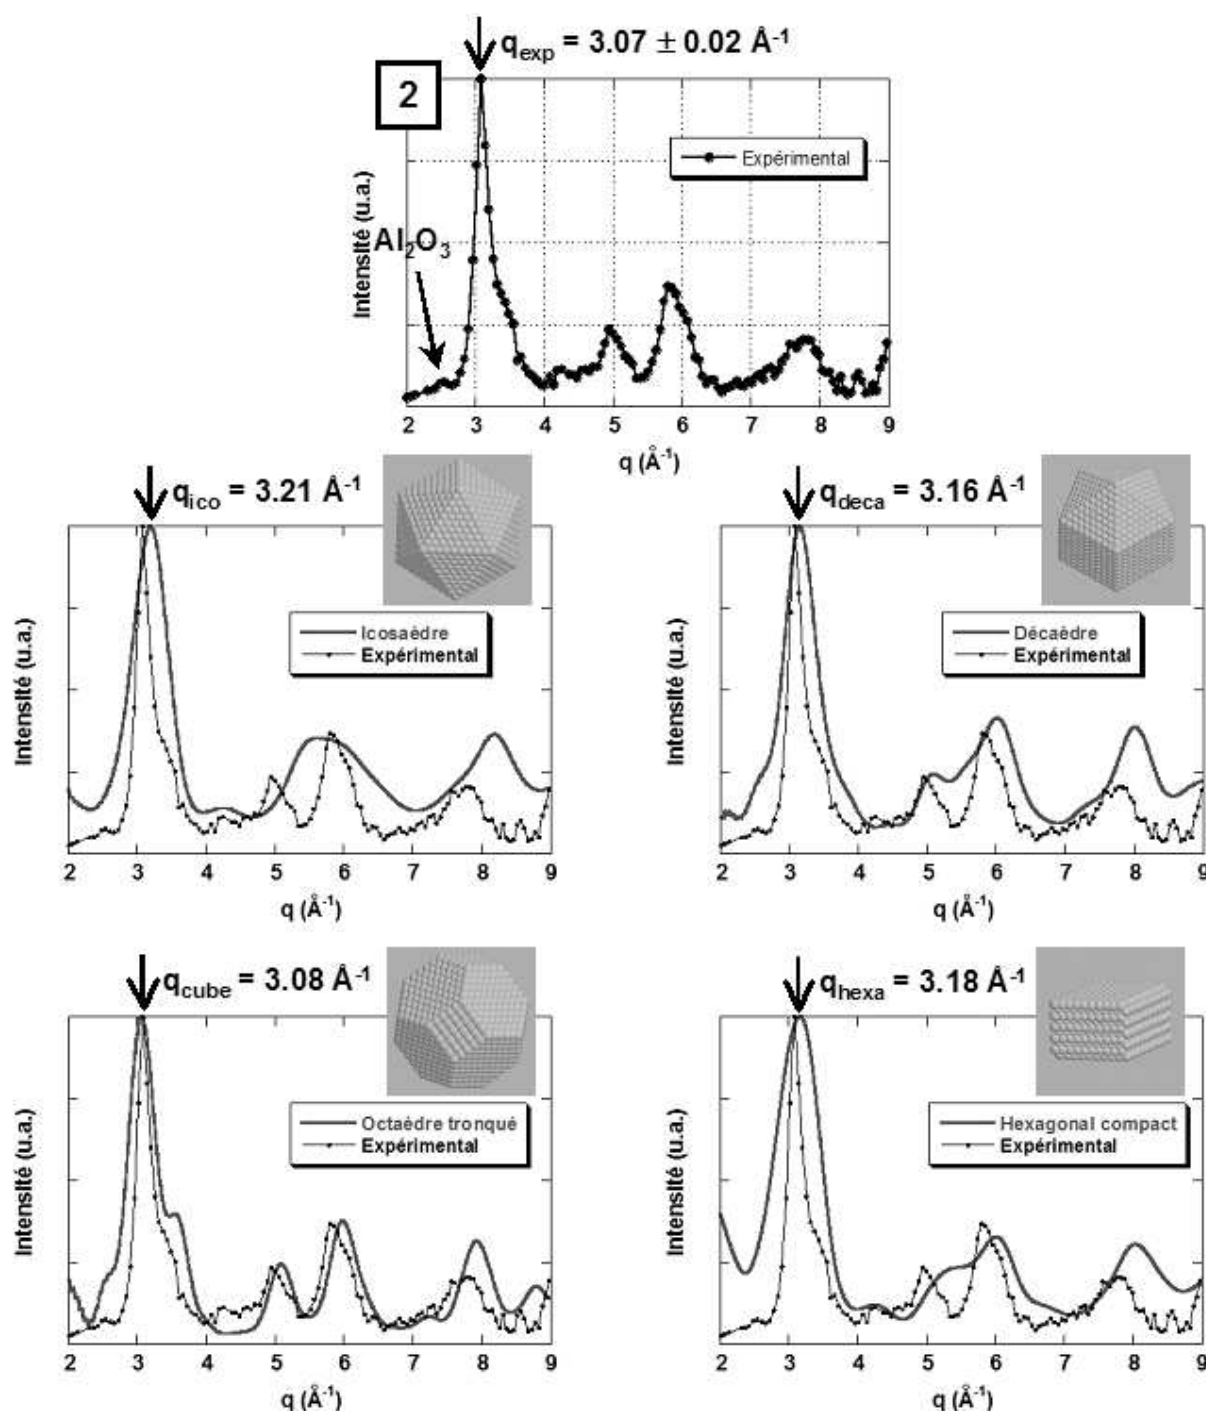 q_exp = 3.07 ± 0.02 Å⁻¹
2
Expérimental
Al₂O₃
Intensité (u.a.)
2 3 4 5 6 7 8 9
q (Å⁻¹)
q_ico = 3.21 Å⁻¹
Icosaèdre
Expérimental
Intensité (u.a.)
2 3 4 5 6 7 8 9
q (Å⁻¹)
q_deca = 3.16 Å⁻¹
Décaèdre
Expérimental
Intensité (u.a.)
2 3 4 5 6 7 8 9
q (Å⁻¹)
q_cube = 3.08 Å⁻¹
Octaèdre tronqué
Expérimental
Intensité (u.a.)
2 3 4 5 6 7 8 9
q (Å⁻¹)
q_hexa = 3.18 Å⁻¹
Hexagonal compact
Expérimental
Intensité (u.a.)
2 3 4 5 6 7 8 9
q (Å⁻¹)